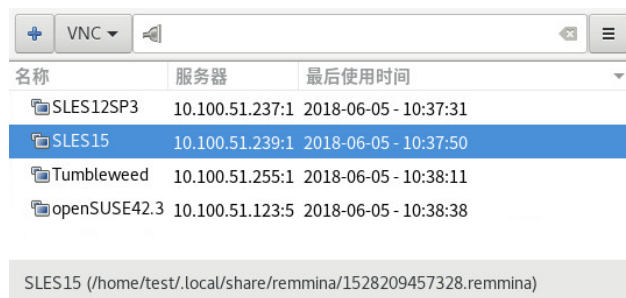 VNC
名称 服务器 最后使用时间
SLES12SP3 10.100.51.237:1 2018-06-05 - 10:37:31
SLES15 10.100.51.239:1 2018-06-05 - 10:37:50
Tumbleweed 10.100.51.255:1 2018-06-05 - 10:38:11
openSUSE42.3 10.100.51.123:5 2018-06-05 - 10:38:38
SLES15 (/home/test/.local/share/remmina/1528209457328.remmina)